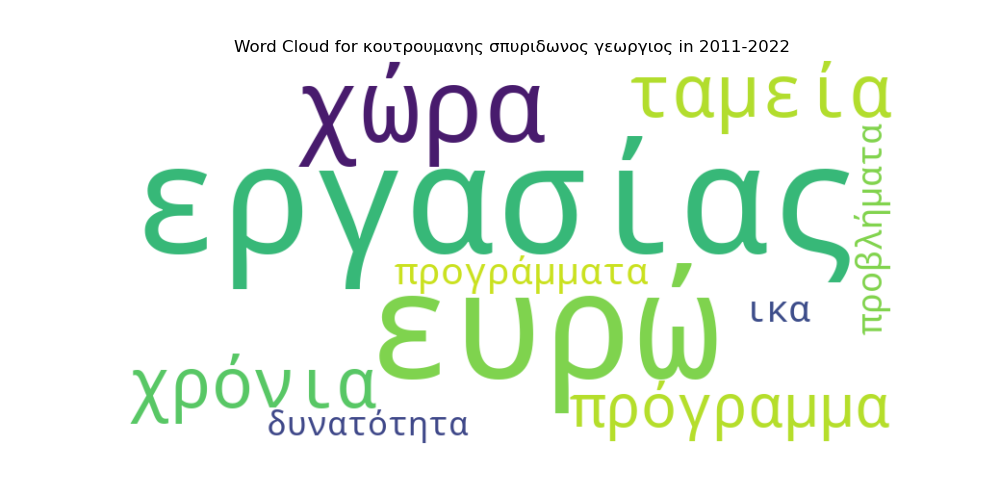 Word Cloud for κουτρουμανης σπυριδωνος γεωργιος in 2011-2022
χώρα
ταμεία
εργασίας
προβλήματα
προγράμματα
ευρώ
ικα
χρόνια
πρόγραμμα
δυνατότητα